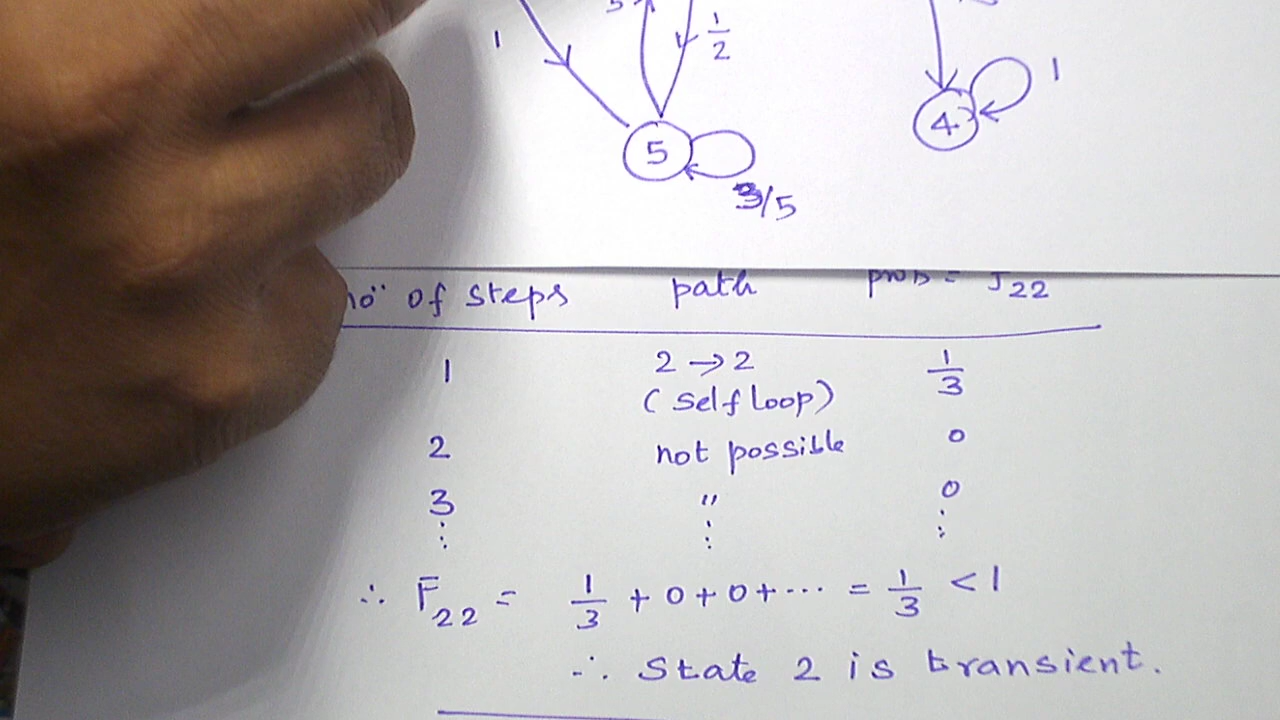 1
1/2
1
4
5
3/5
no of steps path prob = f22
1 2 → 2 1/3
(self loop)
2 not possible 0
3 " 0
⋮ ⋮ ⋮
∴ F22 = 1/3 + 0 + 0 + ... = 1/3 < 1
∴ State 2 is transient.